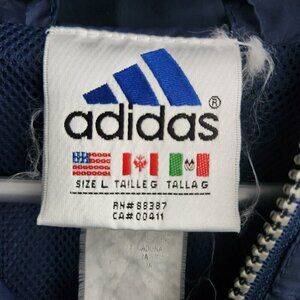 adidas®
SIZE L TAILLE G TALLA G
RN#88387
CA#00411